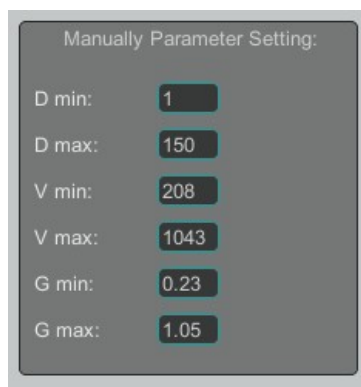 Manually Parameter Setting:
D min: 1
D max: 150
V min: 208
V max: 1043
G min: 0.23
G max: 1.05